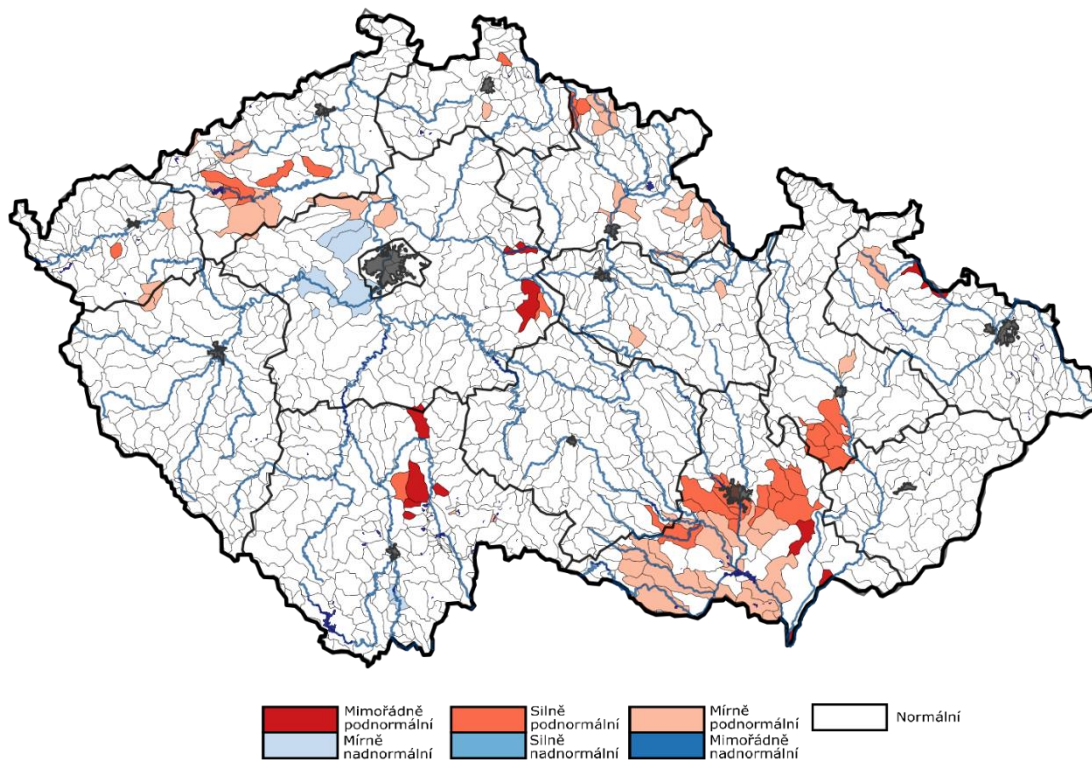 Mimořádně
podnormální
Silně
podnormální
Mírně
podnormální
Normální
Mírně
nadnormální
Silně
nadnormální
Mimořádně
nadnormální